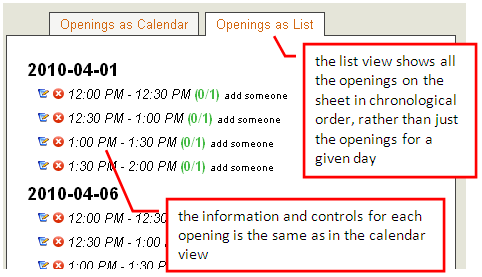 Openings as Calendar
Openings as List
the list view shows all
the openings on the
sheet in chronological
order, rather than just
the openings for a
given day
2010-04-01
12:00 PM - 12:30 PM (0/1) add someone
12:30 PM - 1:00 PM (0/1) add someone
1:00 PM - 1:30 PM (0/1) add someone
1:30 PM - 2:00 PM (0/1) add someone
2010-04-06
12:00 PM - 12:30
12:30 PM - 1:00
1:00 PM - 1:30
the information and controls for each
opening is the same as in the calendar
view